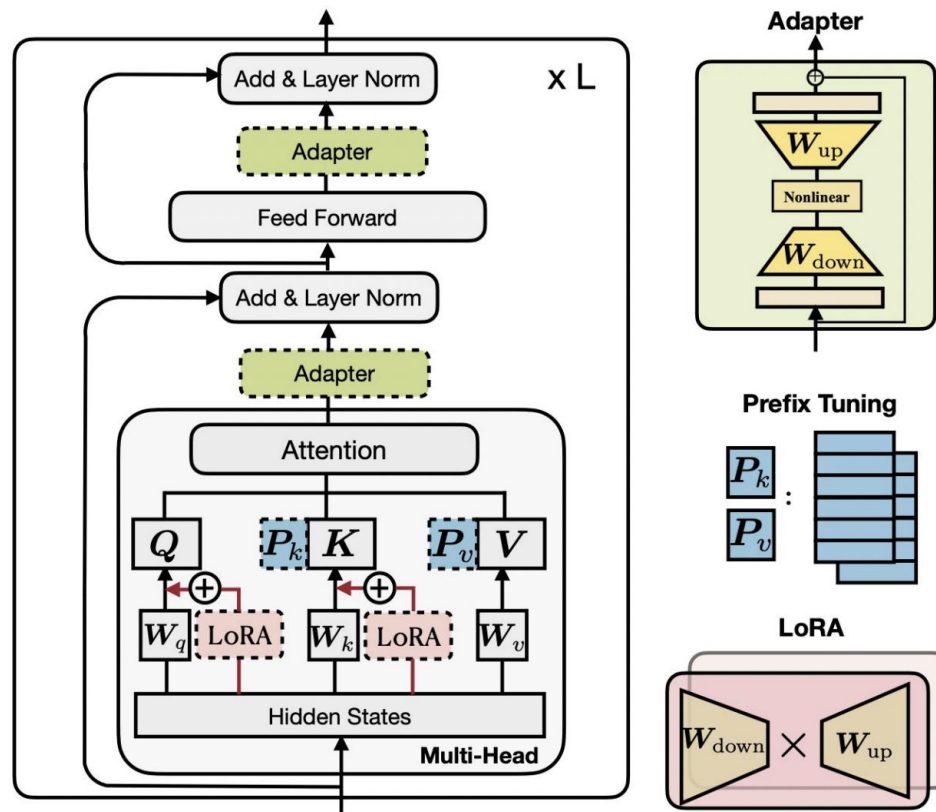 Add & Layer Norm
x L
Adapter
Feed Forward
Add & Layer Norm
Adapter
Attention
Q
P_k
K
P_v
V
W_q
LoRA
W_k
LoRA
W_v
Hidden States
Multi-Head
Adapter
W_up
Nonlinear
W_down
Prefix Tuning
P_k
:
P_v
LoRA
W_down × W_up